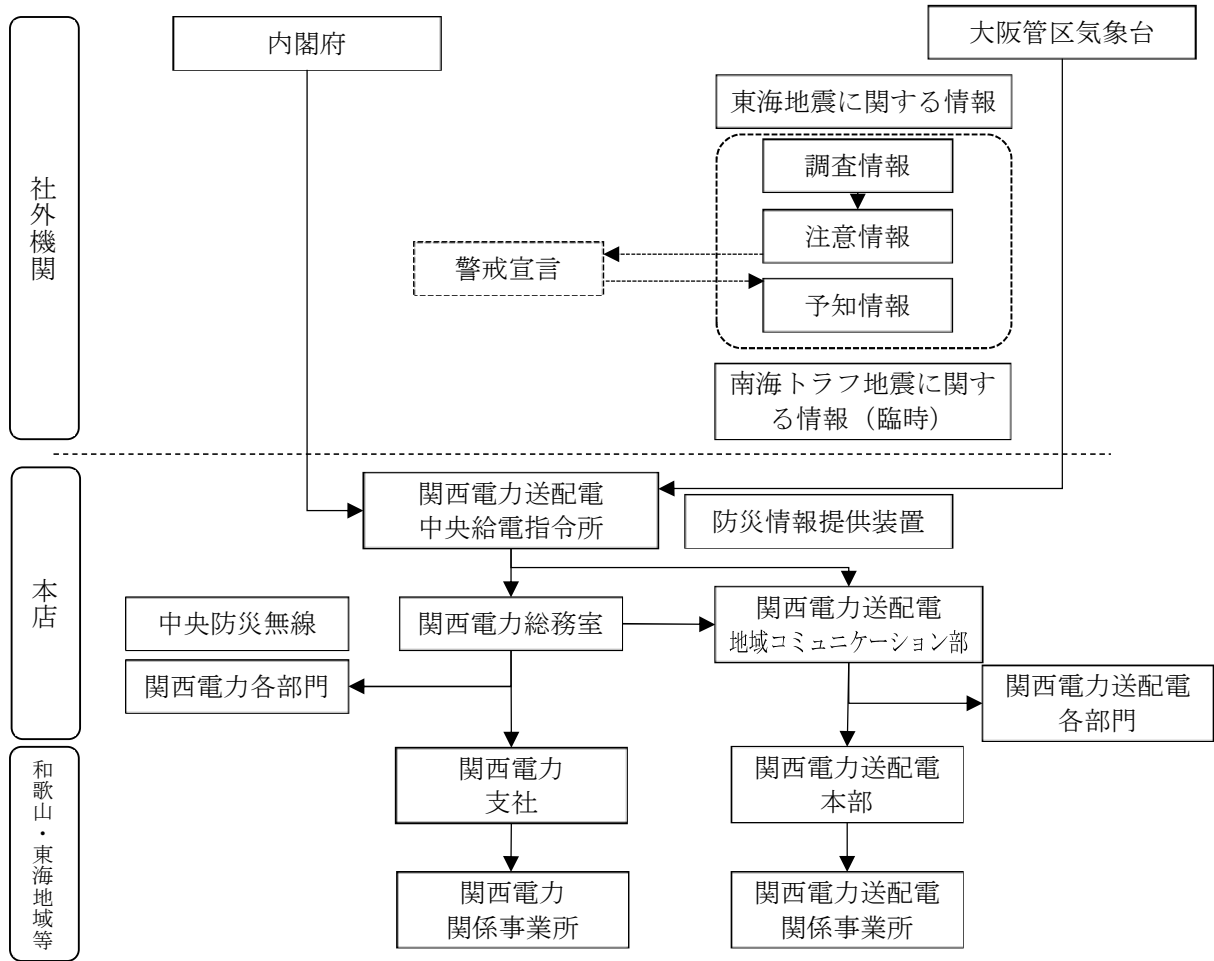 社外機関
内閣府
大阪管区気象台
東海地震に関する情報
調査情報
注意情報
警戒宣言
予知情報
南海トラフ地震に関す
る情報（臨時）
本店
関西電力送配電
中央給電指令所
防災情報提供装置
中央防災無線
関西電力総務室
関西電力送配電
地域コミュニケーション部
関西電力各部門
関西電力送配電
各部門
和歌山・東海地域等
関西電力
支社
関西電力送配電
本部
関西電力
関係事業所
関西電力送配電
関係事業所